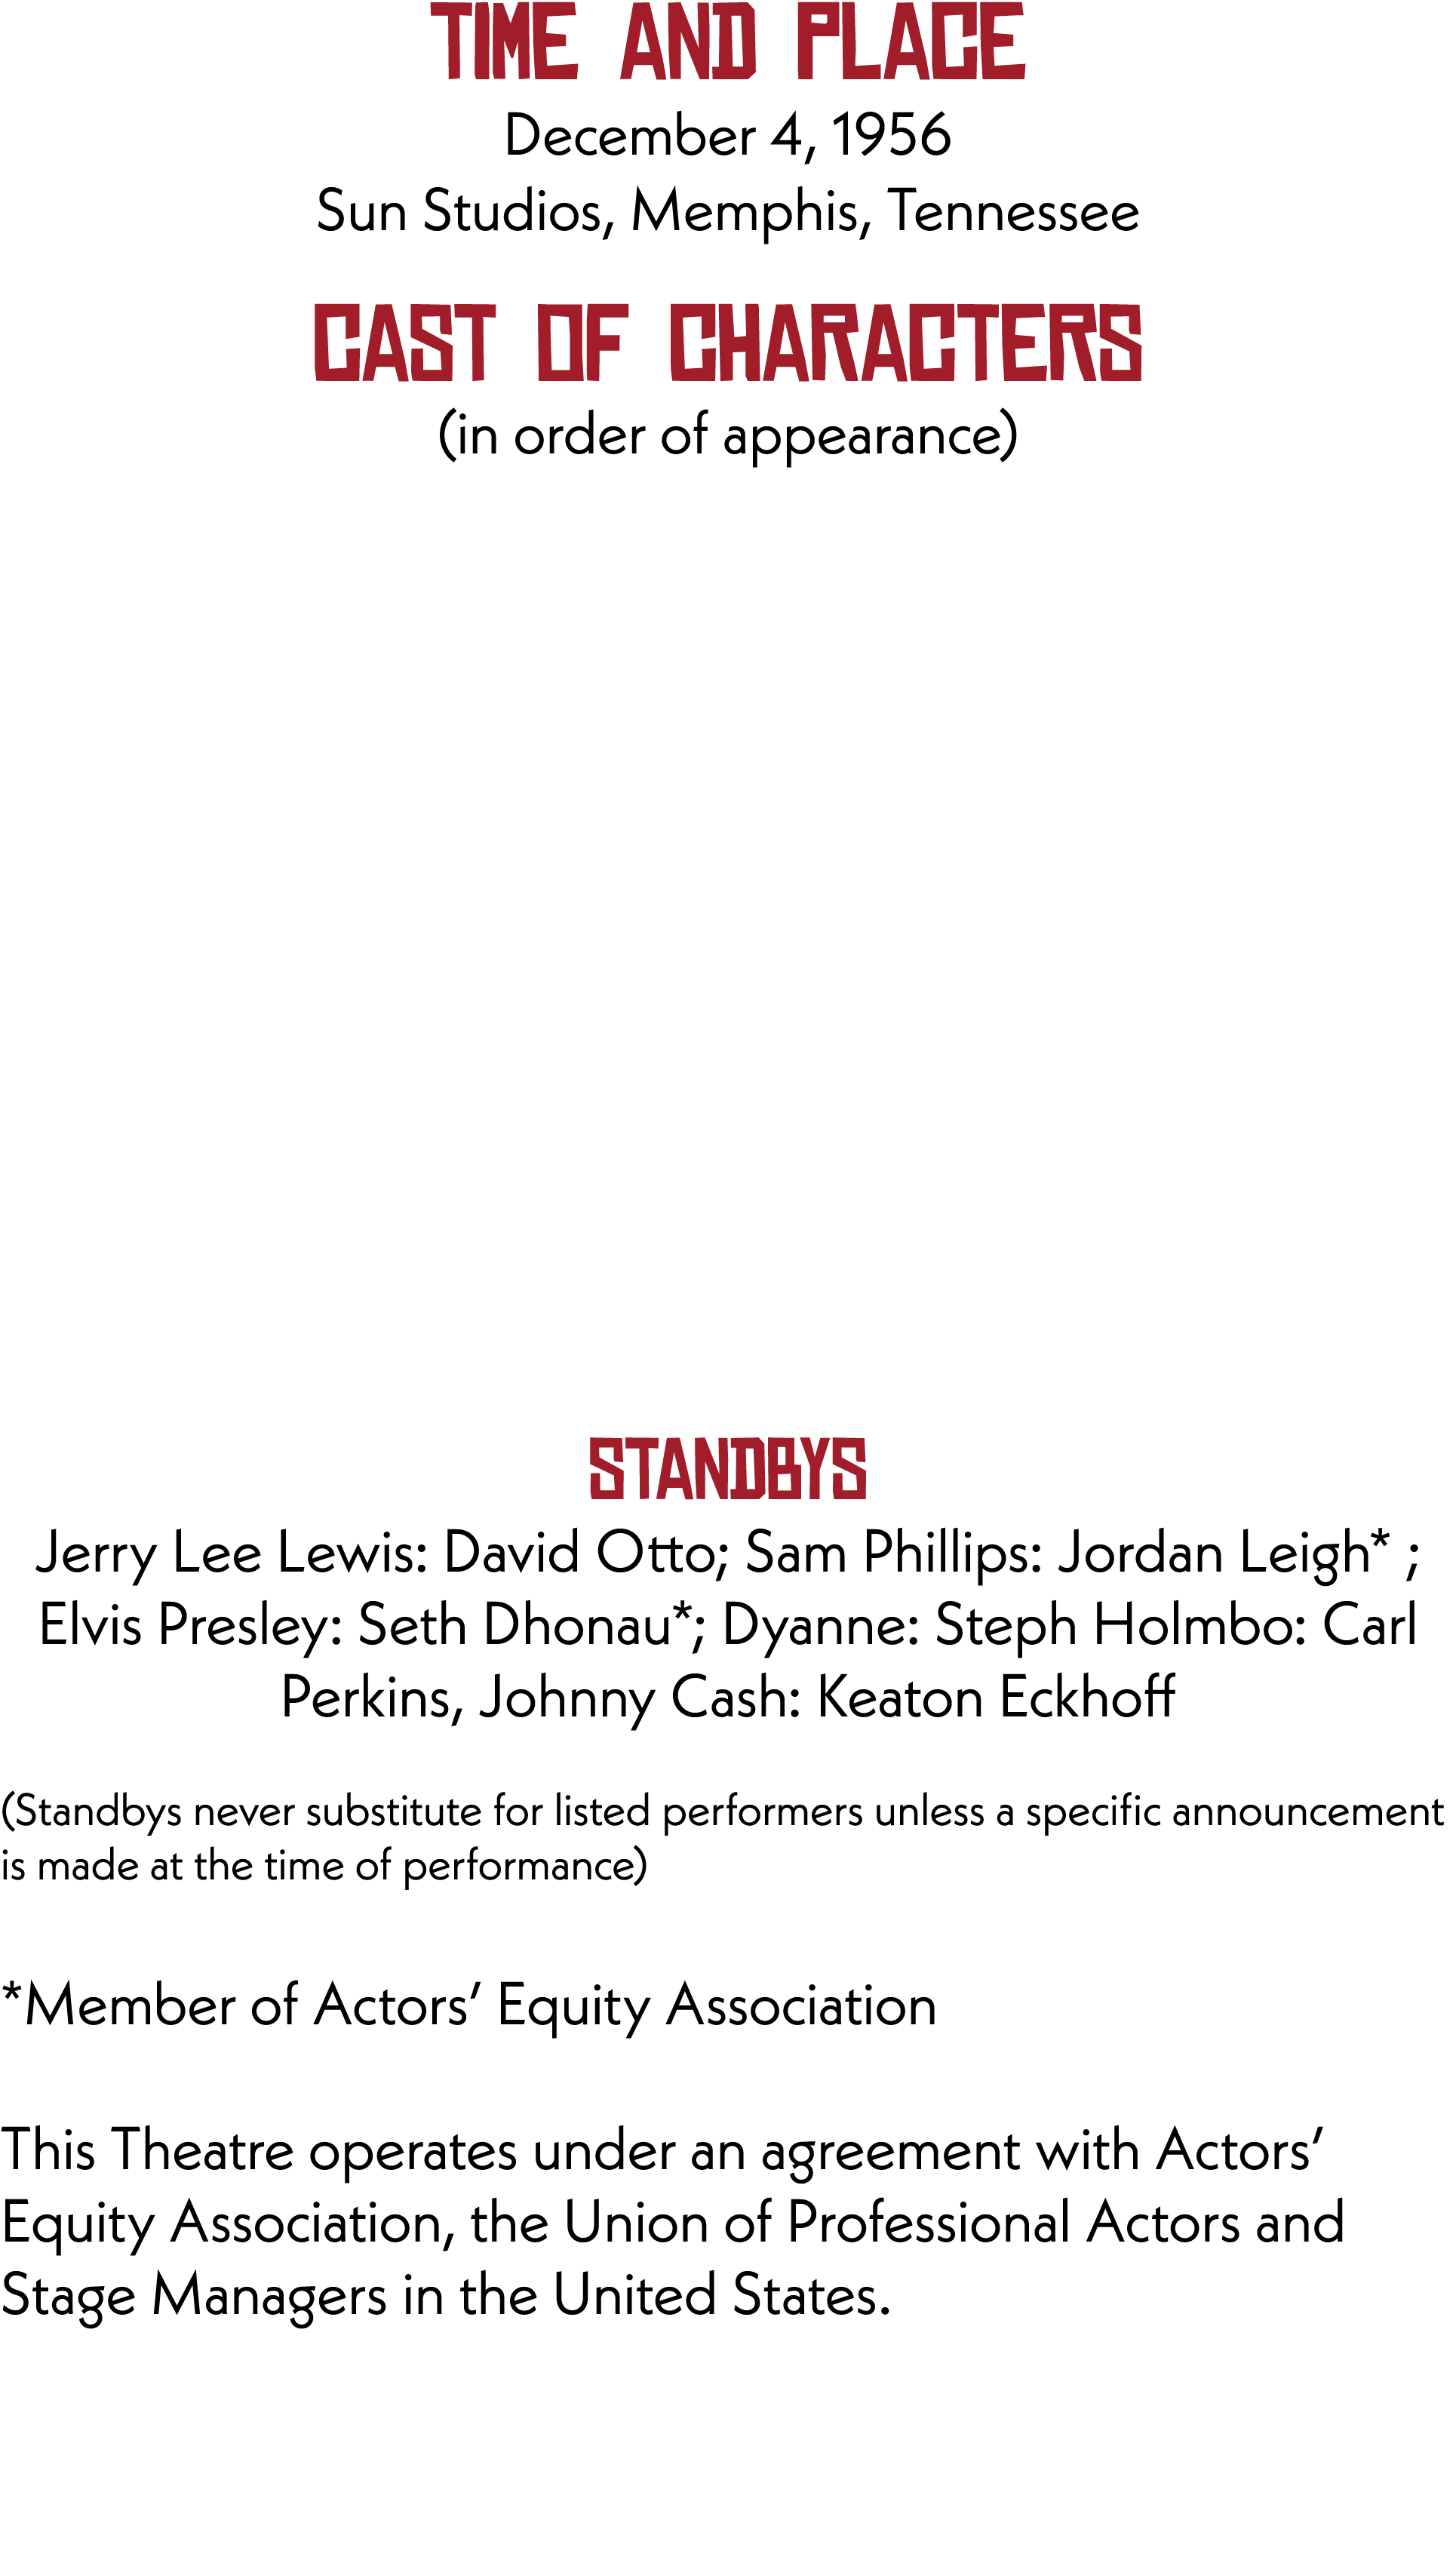 TIME AND PLACE
December 4, 1956
Sun Studios, Memphis, Tennessee
CAST OF CHARACTERS
(in order of appearance)
STANDBYS
Jerry Lee Lewis: David Otto; Sam Phillips: Jordan Leigh* ;
Elvis Presley: Seth Dhonau*; Dyanne: Steph Holmbo: Carl
Perkins, Johnny Cash: Keaton Eckhoff
(Standbys never substitute for listed performers unless a specific announcement
is made at the time of performance)
*Member of Actors’ Equity Association
This Theatre operates under an agreement with Actors’
Equity Association, the Union of Professional Actors and
Stage Managers in the United States.